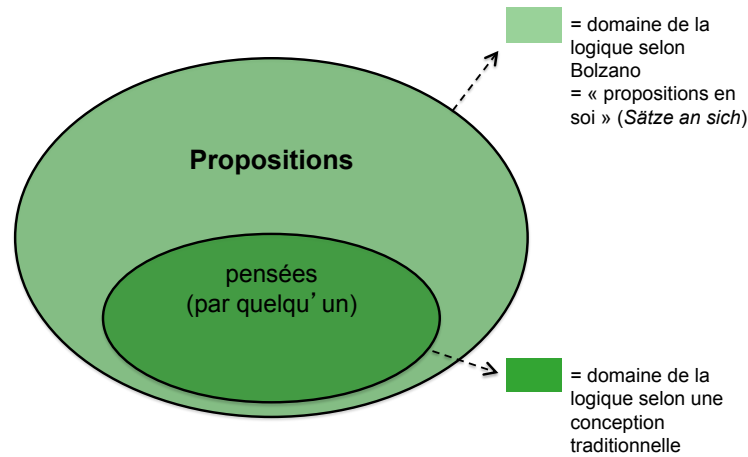 = domaine de la
logique selon
Bolzano
= « propositions en
soi » (Sätze an sich)
Propositions
pensées
(par quelqu’un)
= domaine de la
logique selon une
conception
traditionnelle